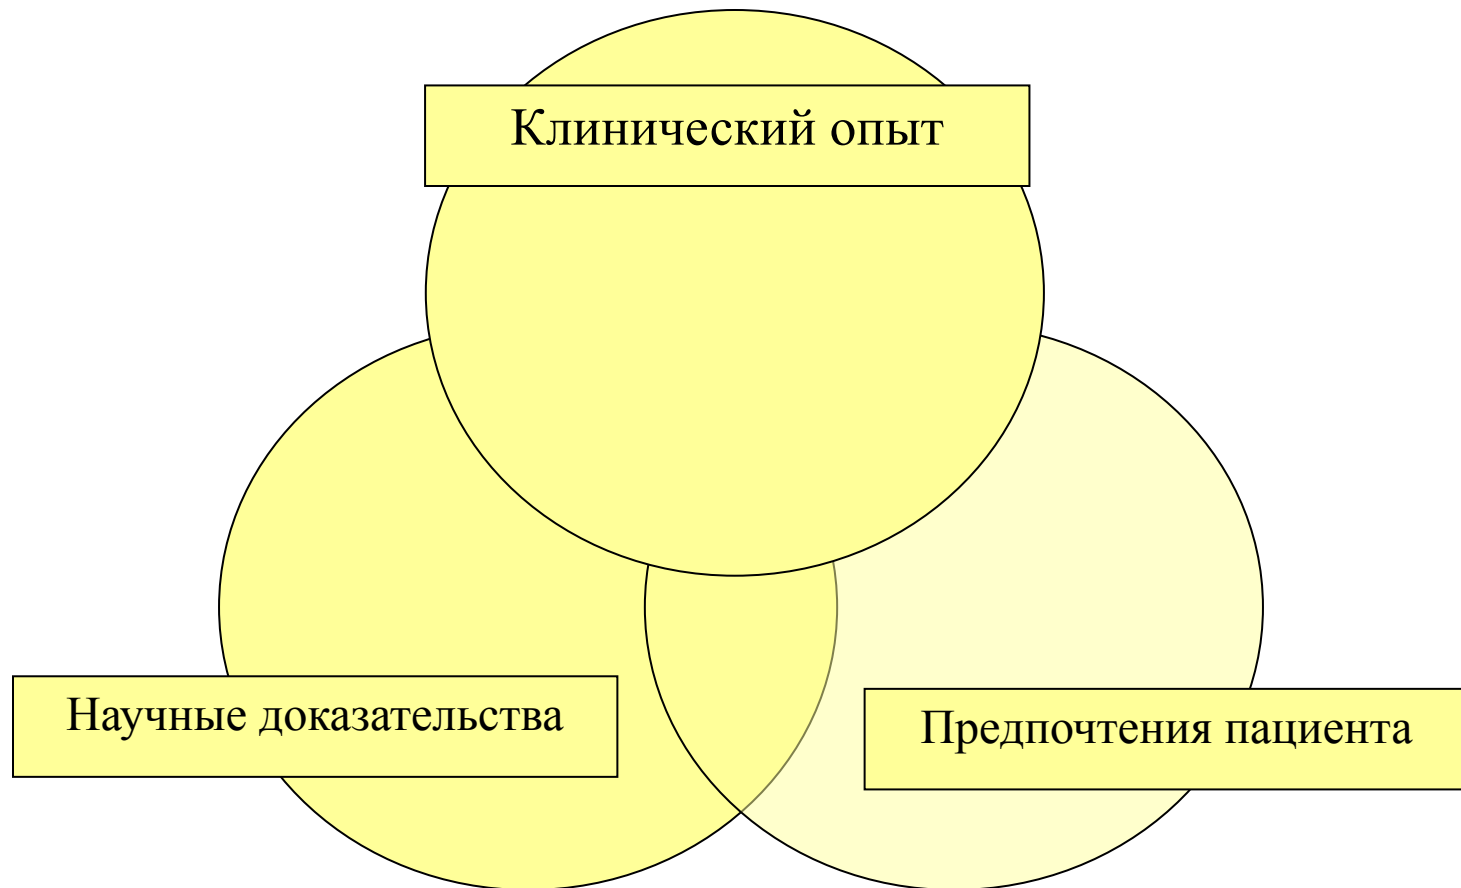 Клинический опыт
Научные доказательства
Предпочтения пациента